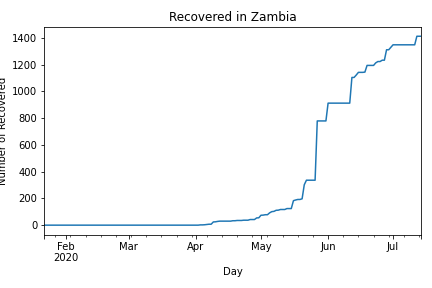 Recovered in Zambia
Number of Recovered
1400
1200
1000
800
600
400
200
0
Feb
2020
Mar
Apr
May
Jun
Jul
Day